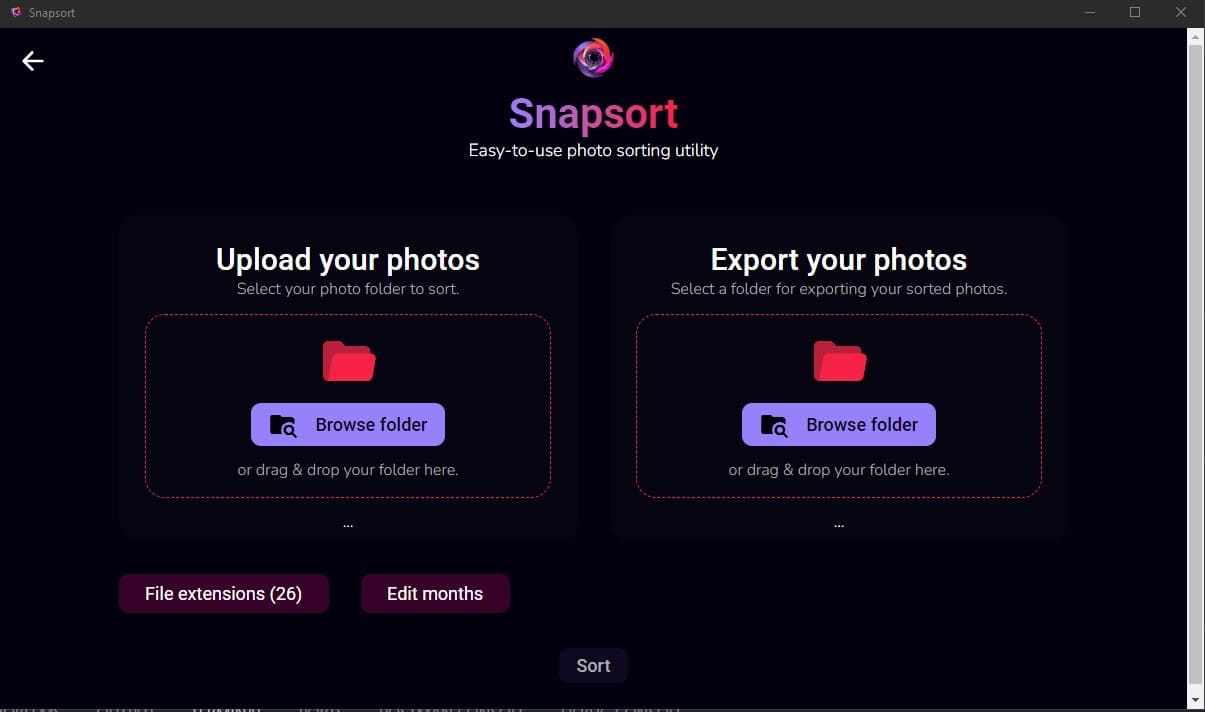 Snapsort
Snapsort
Easy-to-use photo sorting utility
Upload your photos
Select your photo folder to sort.
Browse folder
or drag & drop your folder here.
...
Export your photos
Select a folder for exporting your sorted photos.
Browse folder
or drag & drop your folder here.
...
File extensions (26)
Edit months
Sort